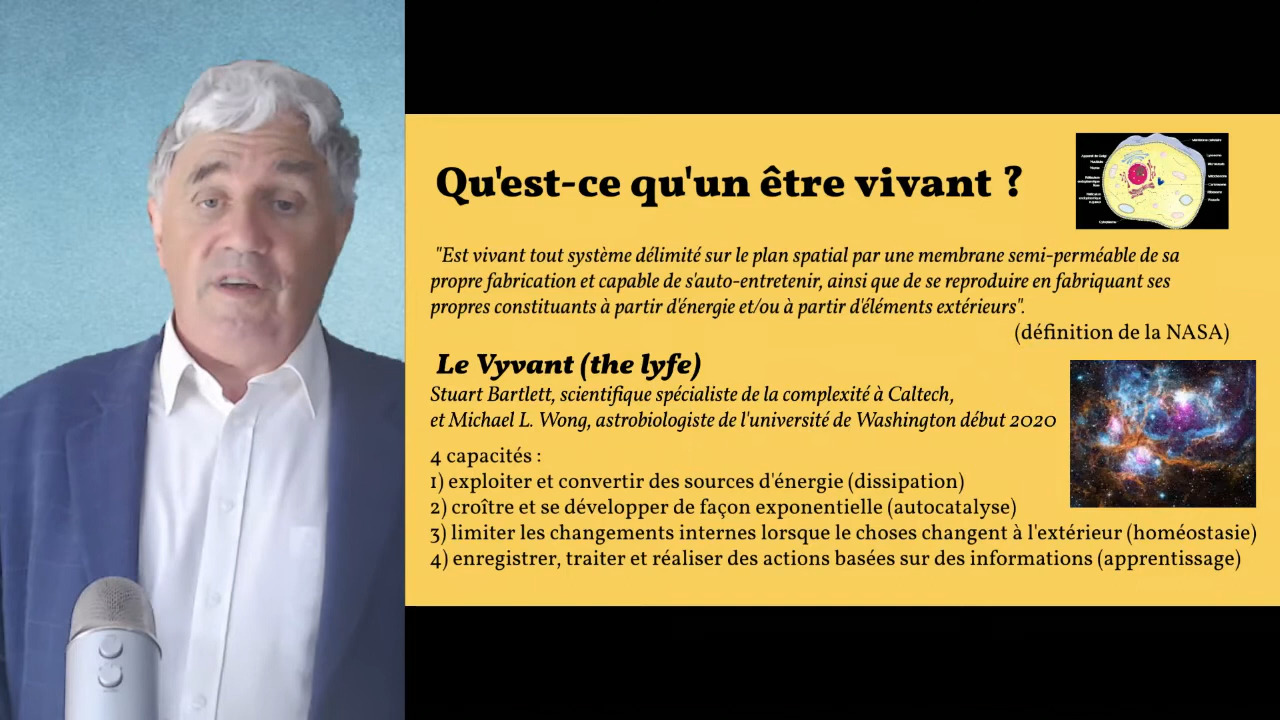 Qu'est-ce qu'un être vivant ?
"Est vivant tout système délimité sur le plan spatial par une membrane semi-perméable de sa
propre fabrication et capable de s'auto-entretenir, ainsi que de se reproduire en fabriquant ses
propres constituants à partir d'énergie et/ou à partir d'éléments extérieurs".
(définition de la NASA)
Le Vyvant (the lyfe)
Stuart Bartlett, scientifique spécialiste de la complexité à Caltech,
et Michael L. Wong, astrobiologiste de l'université de Washington début 2020
4 capacités :
1) exploiter et convertir des sources d'énergie (dissipation)
2) croître et se développer de façon exponentielle (autocatalyse)
3) limiter les changements internes lorsque le choses changent à l'extérieur (homéostasie)
4) enregistrer, traiter et réaliser des actions basées sur des informations (apprentissage)